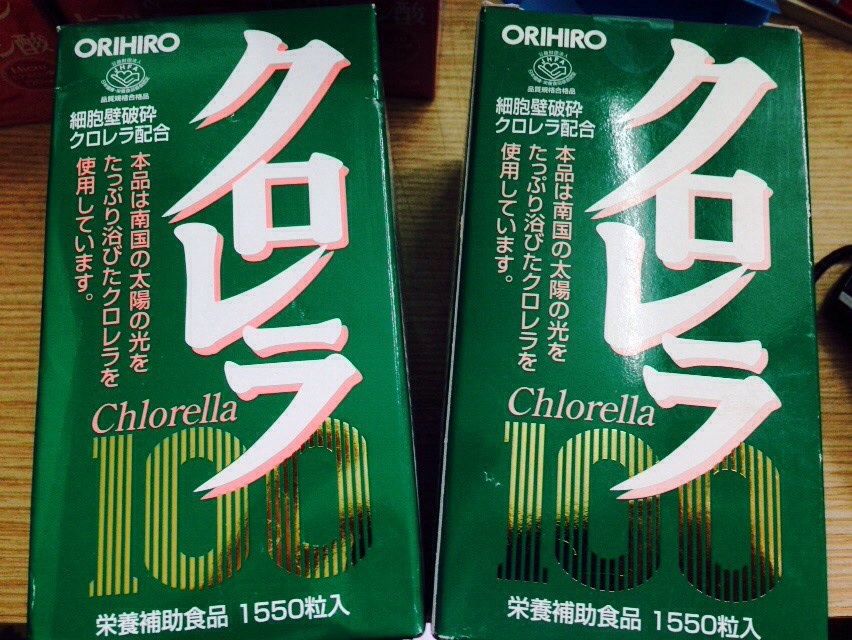 ORIHIRO
JHFA
品質規格合格品
細胞壁破砕
クロレラ配合
クロレラ
本品は南国の太陽の光を
たっぷり浴びたクロレラを
使用しています。
Chlorella
100
栄養補助食品 1550粒入
ORIHIRO
JHFA
品質規格合格品
細胞壁破砕
クロレラ配合
クロレラ
本品は南国の太陽の光を
たっぷり浴びたクロレラを
使用しています。
Chlorella
100
栄養補助食品 1550粒入